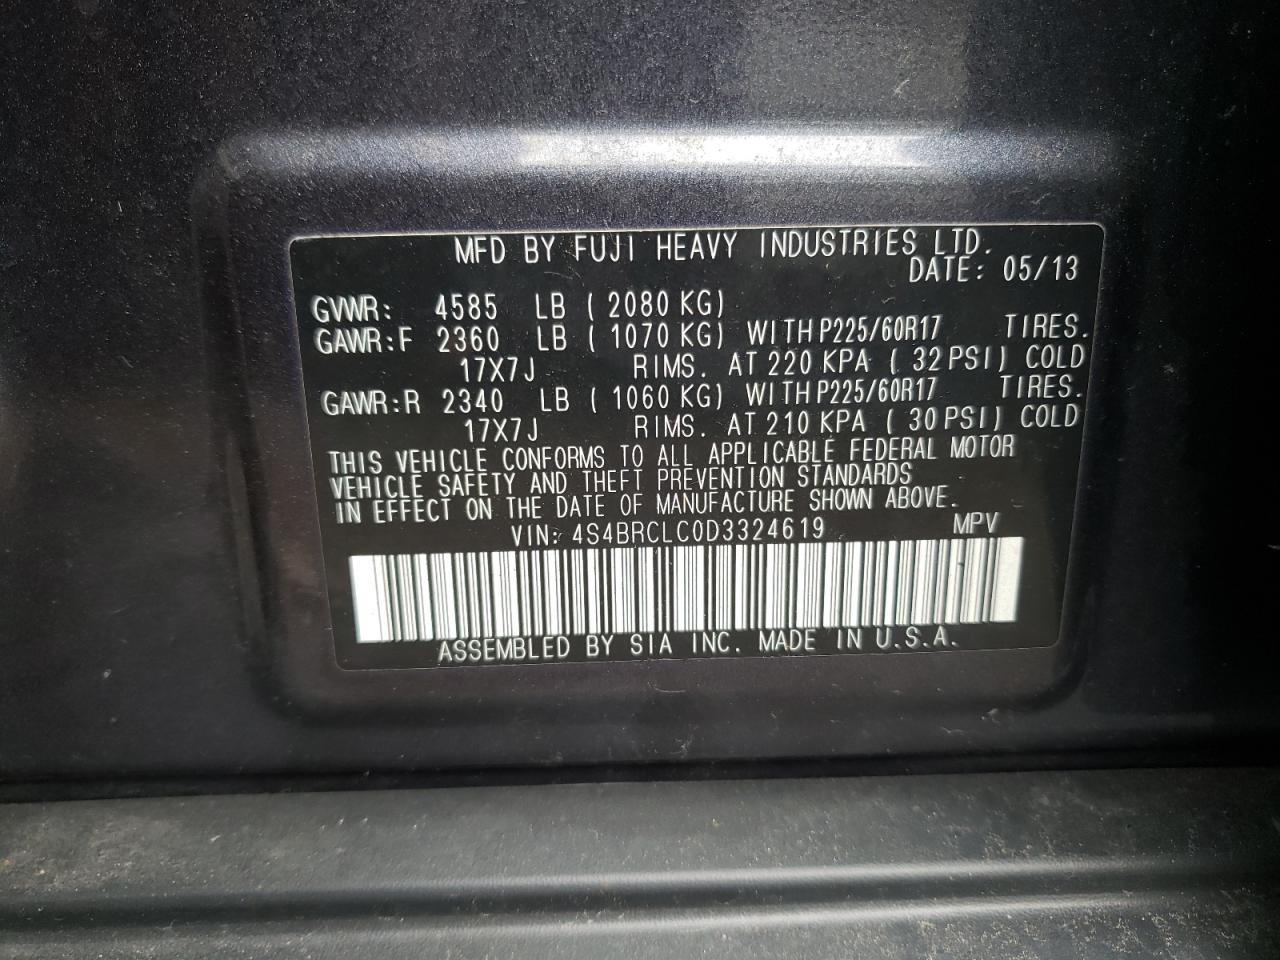 MFD BY FUJI HEAVY INDUSTRIES LTD.
DATE: 05/13
GVWR: 4585 LB ( 2080 KG)
GAWR:F 2360 LB ( 1070 KG) WITH P225/60R17 TIRES.
17X7J RIMS. AT 220 KPA ( 32 PSI) COLD
GAWR:R 2340 LB ( 1060 KG) WITH P225/60R17 TIRES.
17X7J RIMS. AT 210 KPA ( 30 PSI) COLD
THIS VEHICLE CONFORMS TO ALL APPLICABLE FEDERAL MOTOR
VEHICLE SAFETY AND THEFT PREVENTION STANDARDS
IN EFFECT ON THE DATE OF MANUFACTURE SHOWN ABOVE.
VIN: 4S4BRCLC0D3324619 MPV
ASSEMBLED BY SIA INC. MADE IN U.S.A.